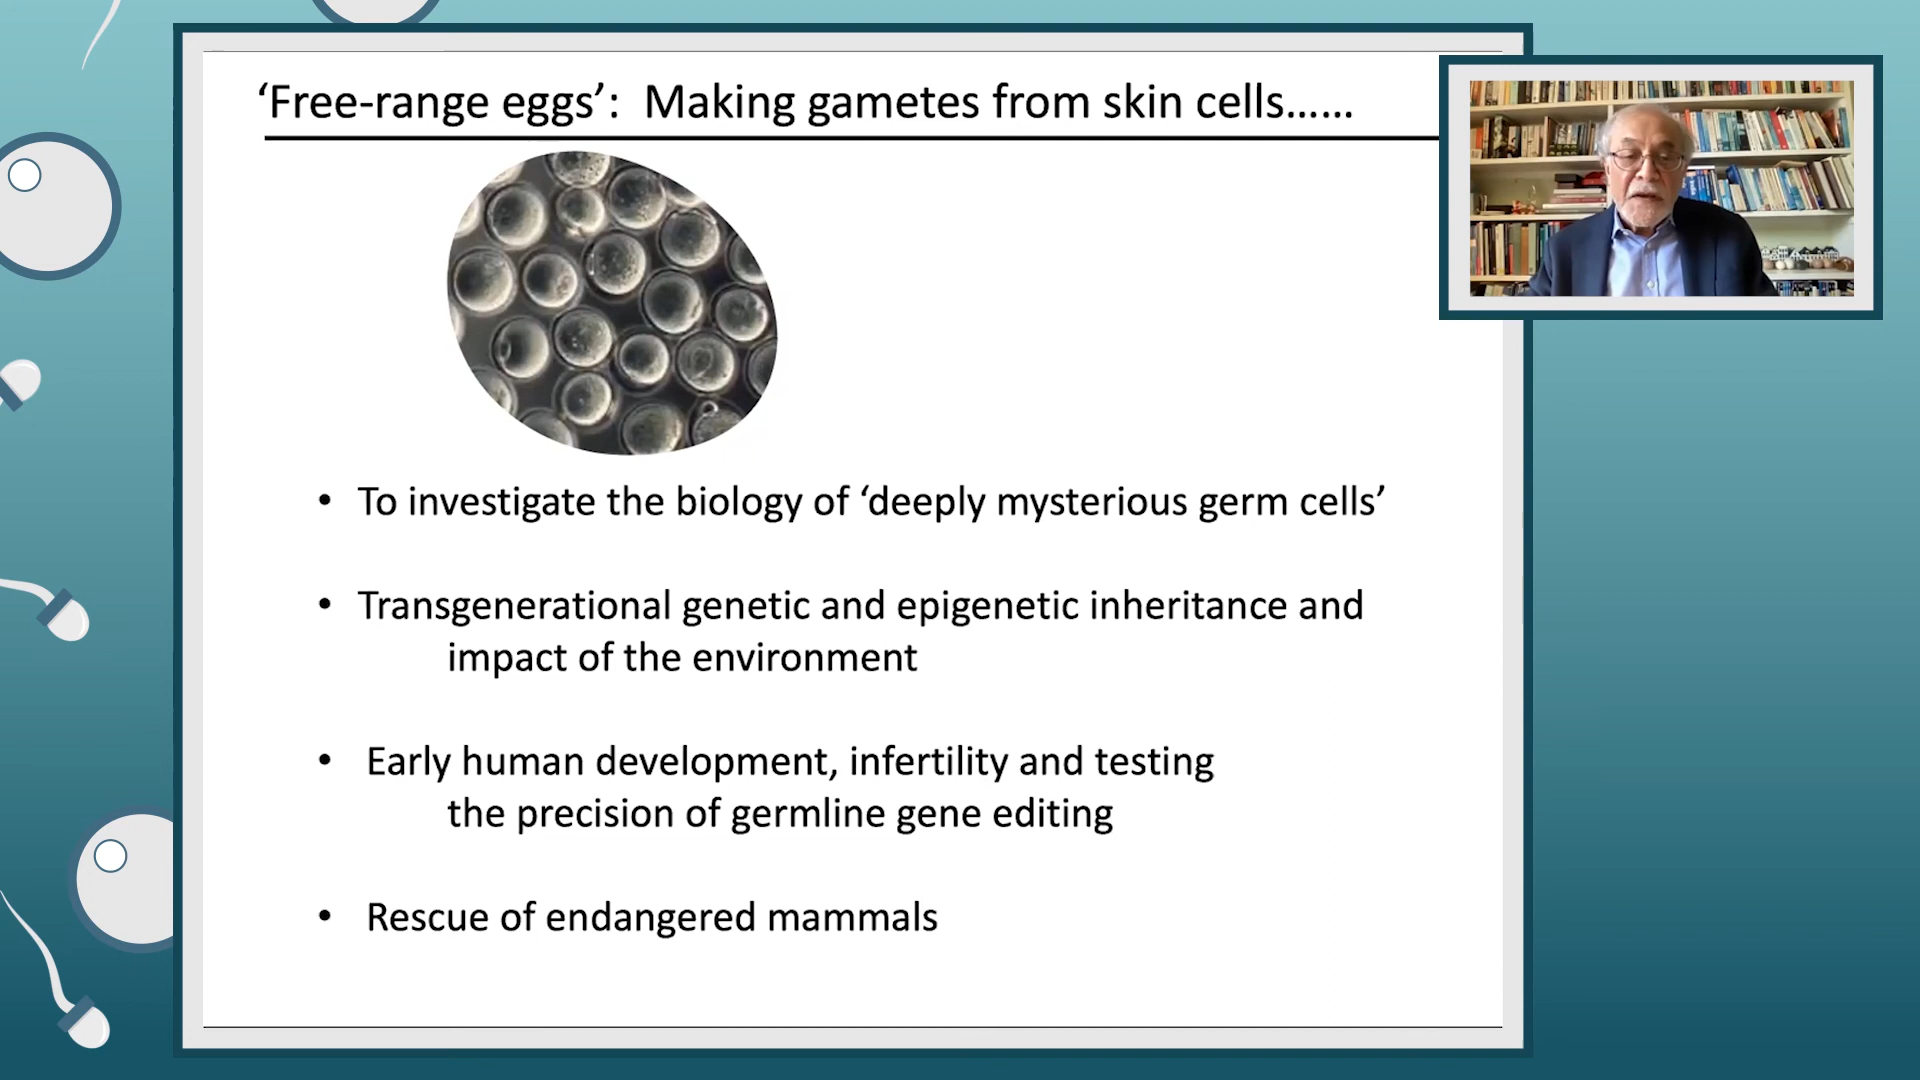 ‘Free-range eggs’:  Making gametes from skin cells……
• To investigate the biology of ‘deeply mysterious germ cells’
• Transgenerational genetic and epigenetic inheritance and
impact of the environment
• Early human development, infertility and testing
the precision of germline gene editing
• Rescue of endangered mammals